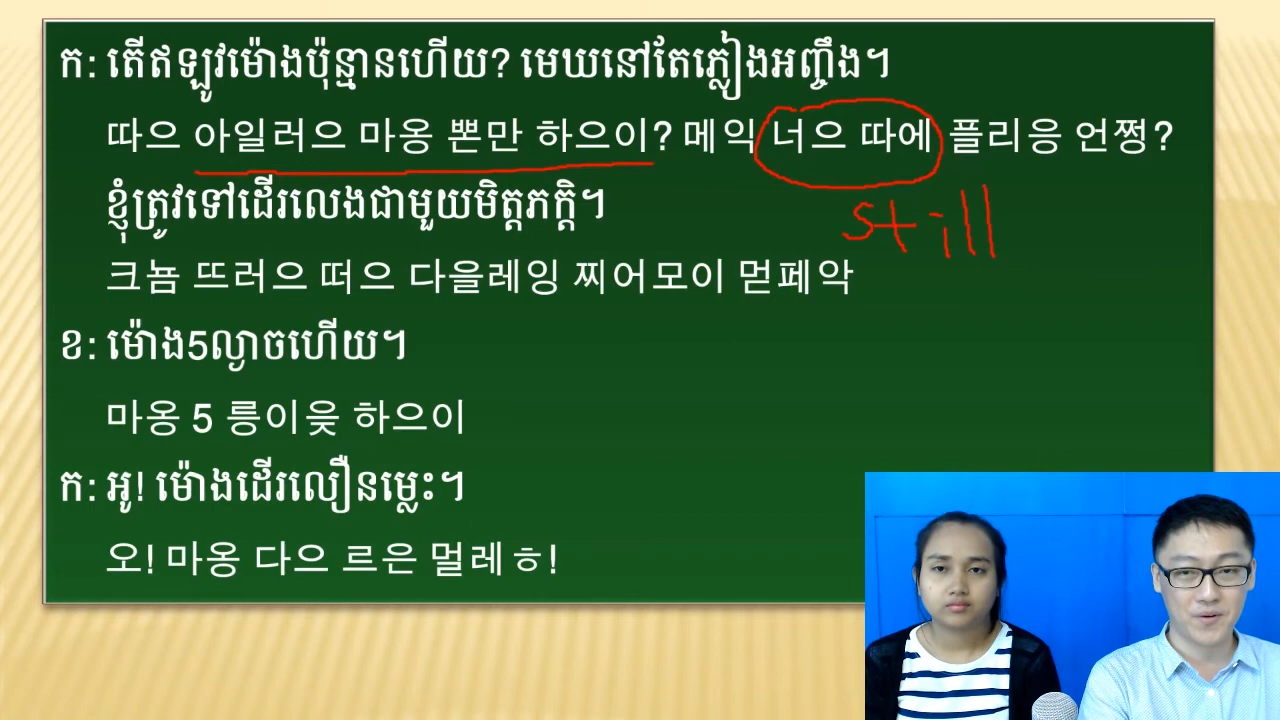 ក: តើឥឡូវម៉ោងប៉ុន្មានហើយ? មេឃនៅតែភ្លៀងអញ្ចឹង។
따으 아일러으 마옹 뽄만 하으이? 메익 너으 따에 플리응 언쩡?
ខ្ញុំត្រូវទៅដើរលេងជាមួយមិត្តភក្តិ។
still
크뇸 뜨러으 떠으 다을레잉 찌어모이 멑페악
ខ: ម៉ោង5ល្ងាចហើយ។
마옹 5 릉이읒 하으이
ក: អូ! ម៉ោងដើរលឿនម្លេះ។
오! 마옹 다으 르은 멀레ㅎ!